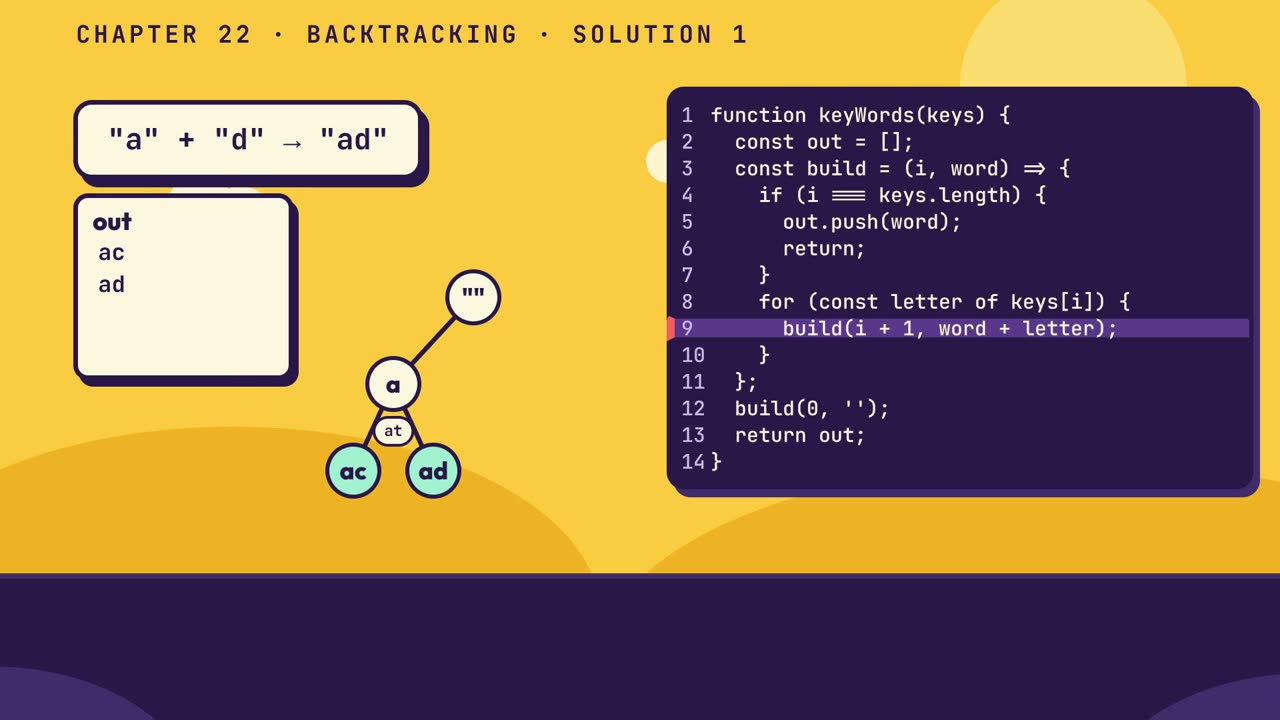 CHAPTER 22 · BACKTRACKING · SOLUTION 1
"a" + "d" → "ad"
out
ac
ad
""
a
at
ac
ad
1 function keyWords(keys) {
2 const out = [];
3 const build = (i, word) => {
4 if (i === keys.length) {
5 out.push(word);
6 return;
7 }
8 for (const letter of keys[i]) {
9 build(i + 1, word + letter);
10 }
11 };
12 build(0, '');
13 return out;
14 }